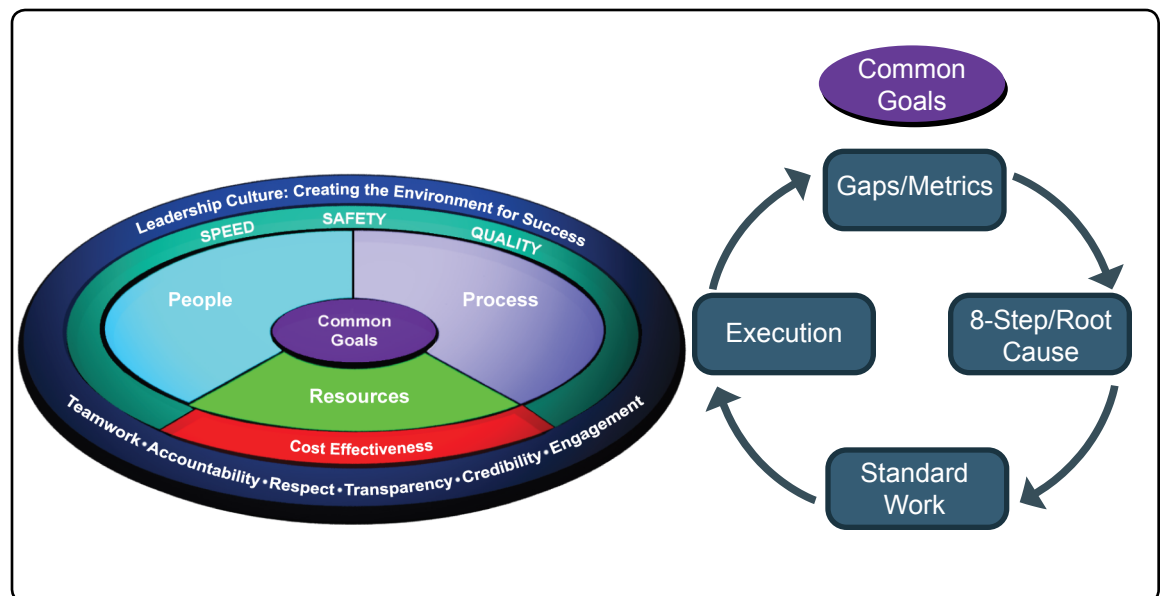 Leadership Culture: Creating the Environment for Success
SPEED
SAFETY
QUALITY
People
Process
Common
Goals
Resources
Cost Effectiveness
Teamwork•Accountability•Respect•Transparency•Credibility•Engagement
Common
Goals
Gaps/Metrics
8-Step/Root
Cause
Standard
Work
Execution